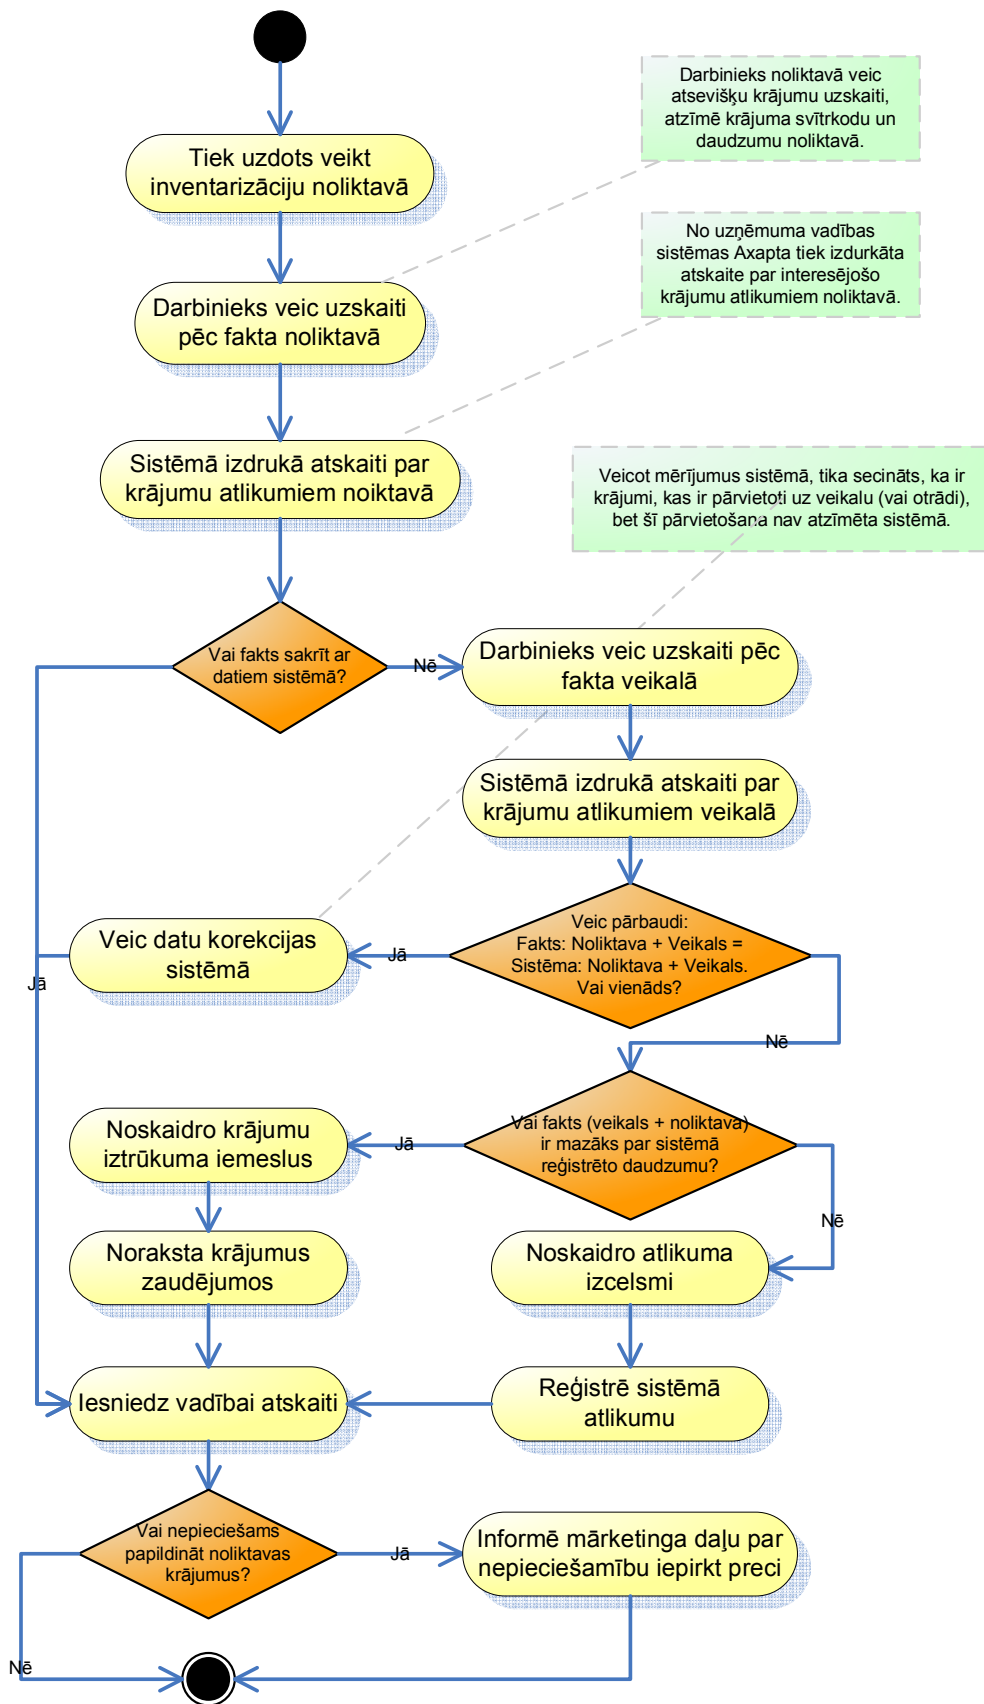 Darbinieks noliktavā veic
atsevišķu krājumu uzskaiti,
atzīmē krājuma svītrkodu un
daudzumu noliktavā.
Tiek uzdots veikt
inventarizāciju noliktavā
No uzņēmuma vadības
sistēmas Axapta tiek izdurkāta
atskaite par interesējošo
krājumu atlikumiem noliktavā.
Darbinieks veic uzskaiti
pēc fakta noliktavā
Sistēmā izdrukā atskaiti par
krājumu atlikumiem noiktavā
Veicot mērījumus sistēmā, tika secināts, ka ir
krājumi, kas ir pārvietoti uz veikalu (vai otrādi),
bet šī pārvietošana nav atzīmēta sistēmā.
Vai fakts sakrīt ar
datiem sistēmā?
Nē
Darbinieks veic uzskaiti pēc
fakta veikalā
Sistēmā izdrukā atskaiti par
krājumu atlikumiem veikalā
Veic pārbaudi:
Fakts: Noliktava + Veikals =
Sistēma: Noliktava + Veikals.
Vai vienāds?
Jā
Veic datu korekcijas
sistēmā
Jā
Nē
Vai fakts (veikals + noliktava)
ir mazāks par sistēmā
reģistrēto daudzumu?
Jā
Noskaidro krājumu
iztrūkuma iemeslus
Nē
Noraksta krājumus
zaudējumos
Noskaidro atlikuma
izcelsmi
Iesniedz vadībai atskaiti
Reģistrē sistēmā
atlikumu
Vai nepieciešams
papildināt noliktavas
krājumus?
Jā
Informē mārketinga daļu par
nepieciešamību iepirkt preci
Nē